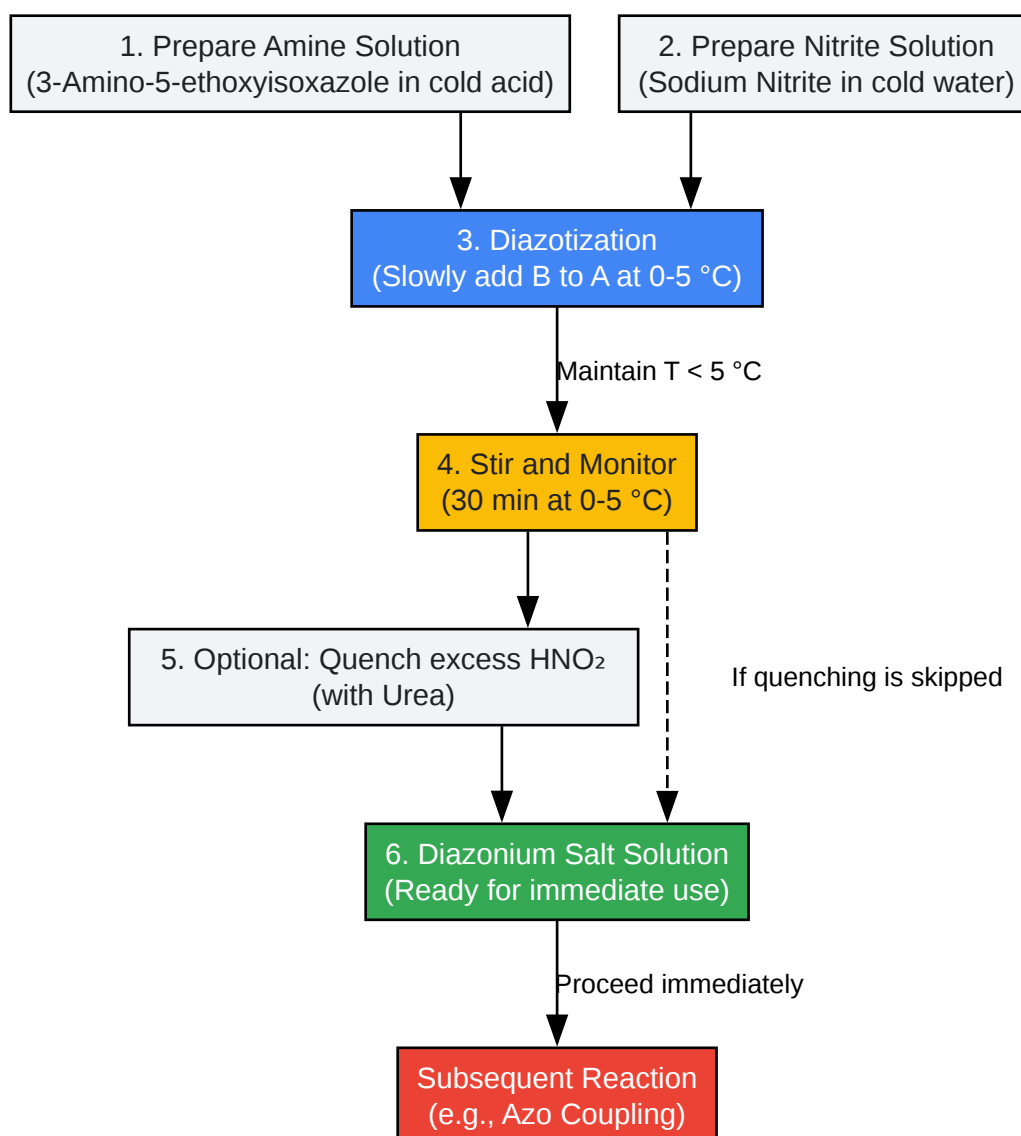 1. Prepare Amine Solution
(3-Amino-5-ethoxyisoxazole in cold acid)
2. Prepare Nitrite Solution
(Sodium Nitrite in cold water)
3. Diazotization
(Slowly add B to A at 0-5 °C)
Maintain T < 5 °C
4. Stir and Monitor
(30 min at 0-5 °C)
5. Optional: Quench excess HNO₂
(with Urea)
If quenching is skipped
6. Diazonium Salt Solution
(Ready for immediate use)
Proceed immediately
Subsequent Reaction
(e.g., Azo Coupling)